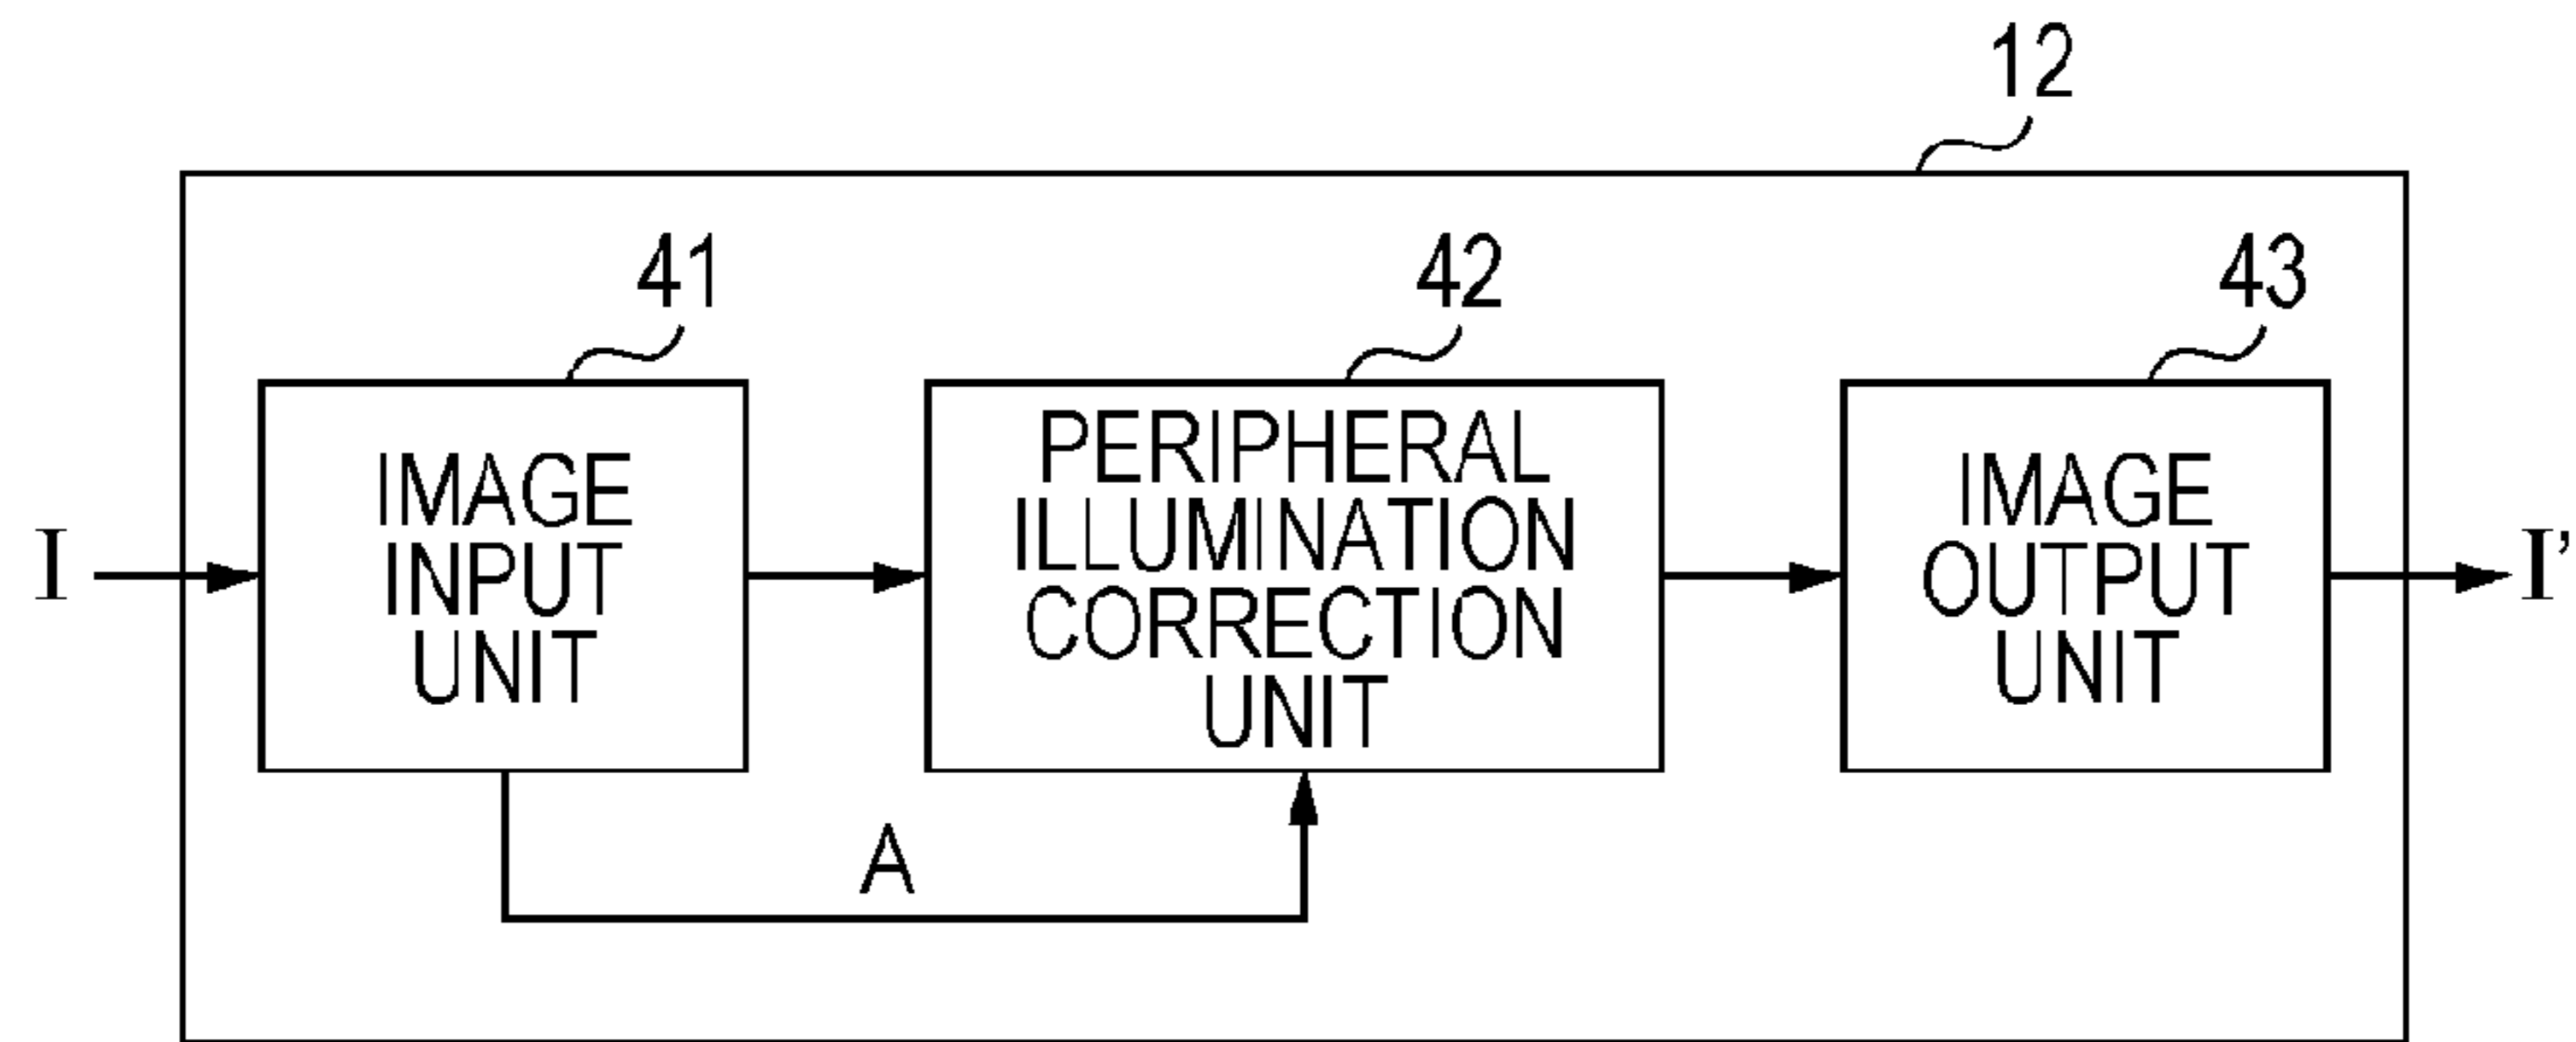 12
41
42
43
I
IMAGE
INPUT
UNIT
PERIPHERAL
ILLUMINATION
CORRECTION
UNIT
IMAGE
OUTPUT
UNIT
I’
A